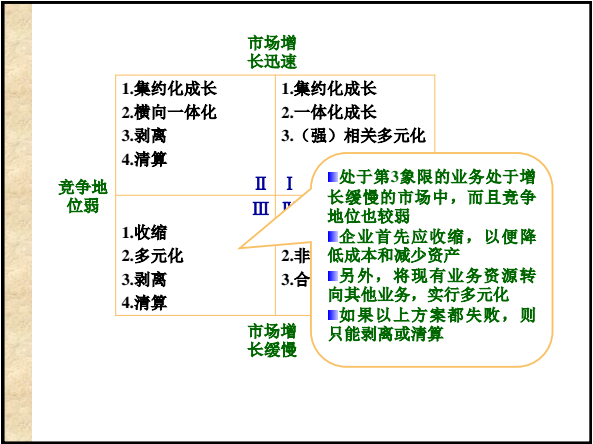 市场增
长迅速
1.集约化成长
2.横向一体化
3.剥离
4.清算
1.集约化成长
2.一体化成长
3.（强）相关多元化
竞争地
位弱
Ⅱ
Ⅰ
Ⅲ
1.收缩
2.多元化
3.剥离
4.清算
2.非
3.合
处于第3象限的业务处于增
长缓慢的市场中，而且竞争
地位也较弱
企业首先应收缩，以便降
低成本和减少资产
另外，将现有业务资源转
向其他业务，实行多元化
如果以上方案都失败，则
只能剥离或清算
市场增
长缓慢